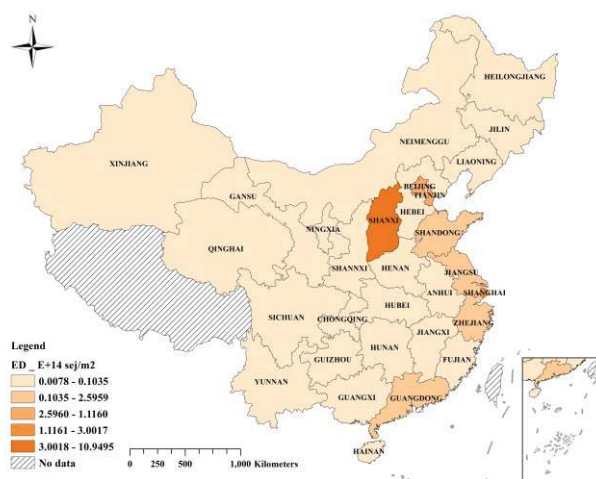 N
HEILONGJIANG
JILIN
NEIMENGGU
LIAONING
XINJIANG
GANSU
BEIJING
TIANJIN
HEBEI
SHANXI
NINGXIA
SHANDONG
QINGHAI
SHANNXI
HENAN
JIANGSU
ANHUI
SHANGHAI
HUBEI
SICHUAN
CHONGQING
ZHEJIANG
JIANGXI
HUNAN
GUIZHOU
FUJIAN
YUNNAN
GUANGXI
GUANGDONG
HAINAN
Legend
ED _ E+14 sej/m2
0.0078 - 0.1035
0.1035 - 2.5959
2.5960 - 1.1160
1.1161 - 3.0017
3.0018 - 10.9495
No data
0 250 500 1,000 Kilometers